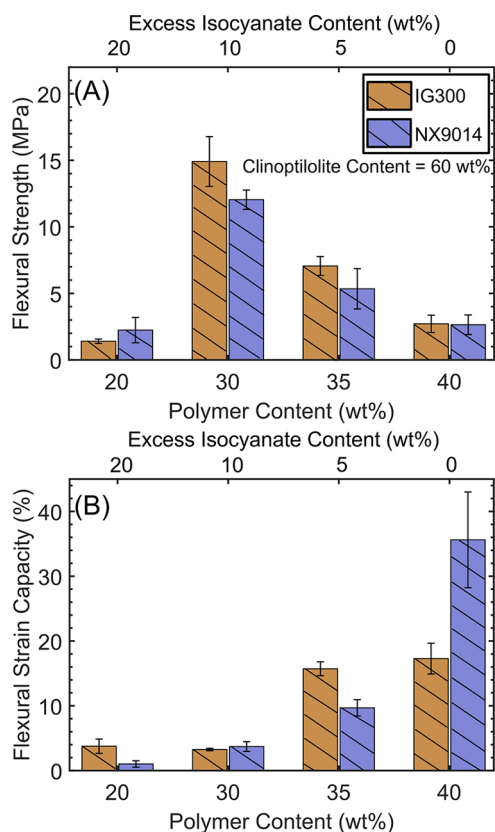 Excess Isocyanate Content (wt%)
20 10 5 0
(A)
IG300
NX9014
Clinoptilolite Content = 60 wt%
Flexural Strength (MPa)
20
15
10
5
0
20 30 35 40
Polymer Content (wt%)
Excess Isocyanate Content (wt%)
20 10 5 0
(B)
Flexural Strain Capacity (%)
40
30
20
10
0
20 30 35 40
Polymer Content (wt%)